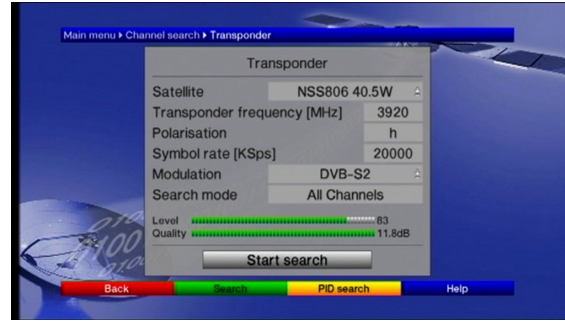 Main menu ▸ Channel search ▸ Transponder
Transponder
Satellite NSS806 40.5W
Transponder frequency [MHz] 3920
Polarisation h
Symbol rate [KSps] 20000
Modulation DVB-S2
Search mode All Channels
Level 83
Quality 11.8dB
Start search
Back Search PID search Help